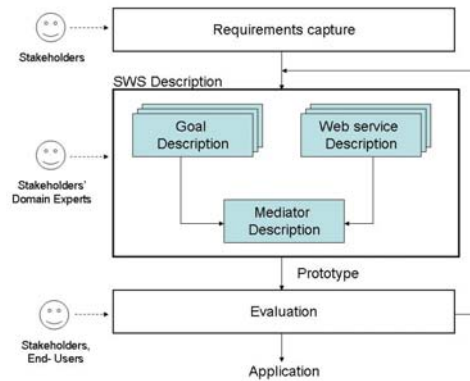 Requirements capture
Stakeholders
SWS Description
Goal
Description
Web service
Description
Stakeholders'
Domain Experts
Mediator
Description
Prototype
Evaluation
Stakeholders,
End- Users
Application